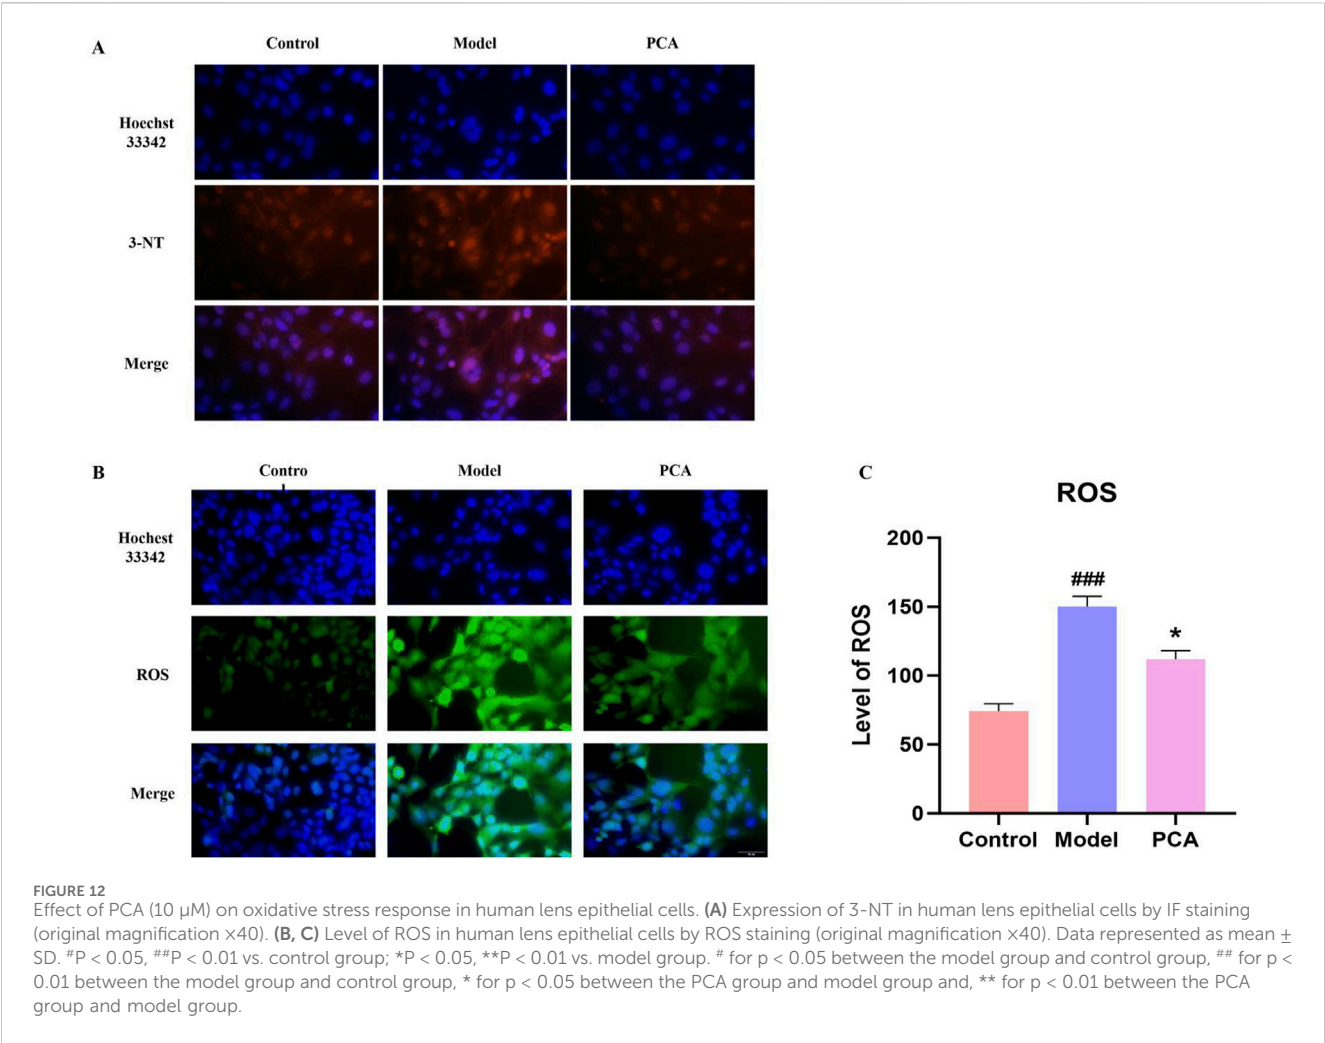 A
Control
Model
PCA
Hoechst
33342
3-NT
Merge
B
Contro
l
Model
PCA
Hochest
33342
ROS
Merge
C
ROS
Level of ROS
200
150
100
50
0
###
*
Control
Model
PCA
FIGURE 12
Effect of PCA (10 μM) on oxidative stress response in human lens epithelial cells. (A) Expression of 3-NT in human lens epithelial cells by IF staining
(original magnification ×40). (B, C) Level of ROS in human lens epithelial cells by ROS staining (original magnification ×40). Data represented as mean ±
SD. #P < 0.05, ##P < 0.01 vs. control group; *P < 0.05, **P < 0.01 vs. model group. # for p < 0.05 between the model group and control group, ## for p <
0.01 between the model group and control group, * for p < 0.05 between the PCA group and model group and, ** for p < 0.01 between the PCA
group and model group.